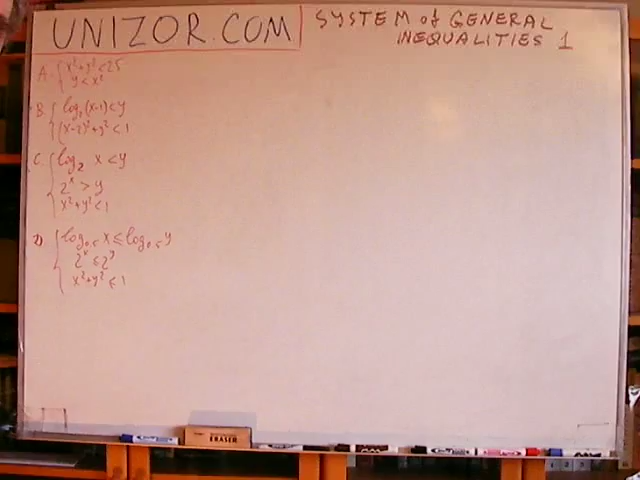 UNIZOR.COM
SYSTEM of GENERAL
INEQUALITIES 1
A. x²+y²<25
y<x²
B. log₂(x-1)<y
(x-2)²+y²<1
C. log₂ x<y
2ˣ>y
x²+y²<1
D log₀.₅ x≤log₀.₅ y
2ˣ≤2ʸ
x²+y²≤1
ERASER